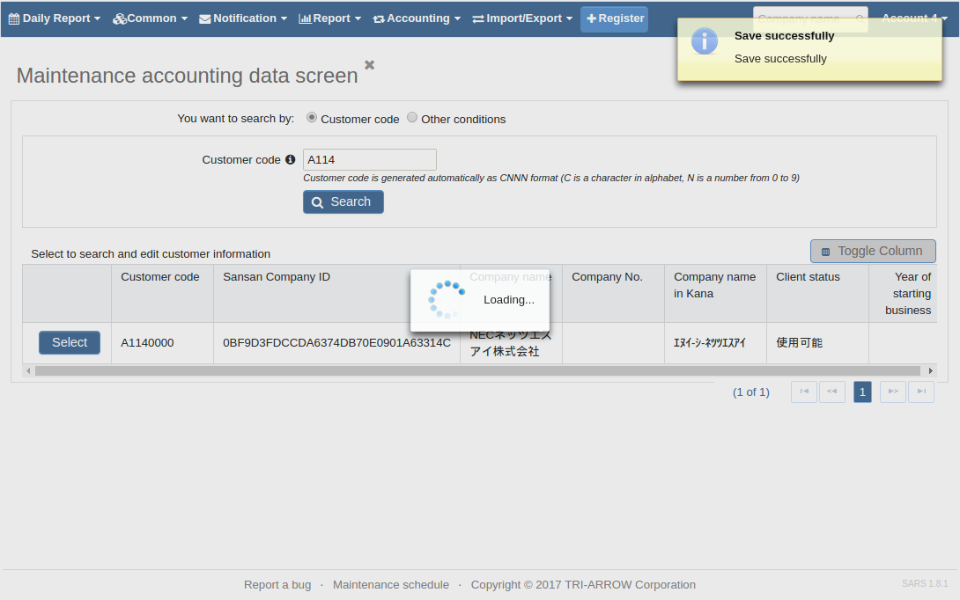 Daily Report Common Notification Report Accounting Import/Export Register Company name Account 4
Save successfully
Save successfully
Maintenance accounting data screen
You want to search by: Customer code Other conditions
Customer code A114
Customer code is generated automatically as CNNN format (C is a character in alphabet, N is a number from 0 to 9)
Search
Select to search and edit customer information Toggle Column
Customer code Sansan Company ID Company name Company No. Company name Client status Year of
in Kana starting
business
Loading...
Select A1140000 0BF9D3FDCCDA6374DB70E0901A63314C NECネッツエス ｴﾇｲｰｼｰﾈｯﾂｴｽｱｲ 使用可能
アイ株式会社
(1 of 1) 1
Report a bug · Maintenance schedule · Copyright © 2017 TRI-ARROW Corporation SARS 1.8.1